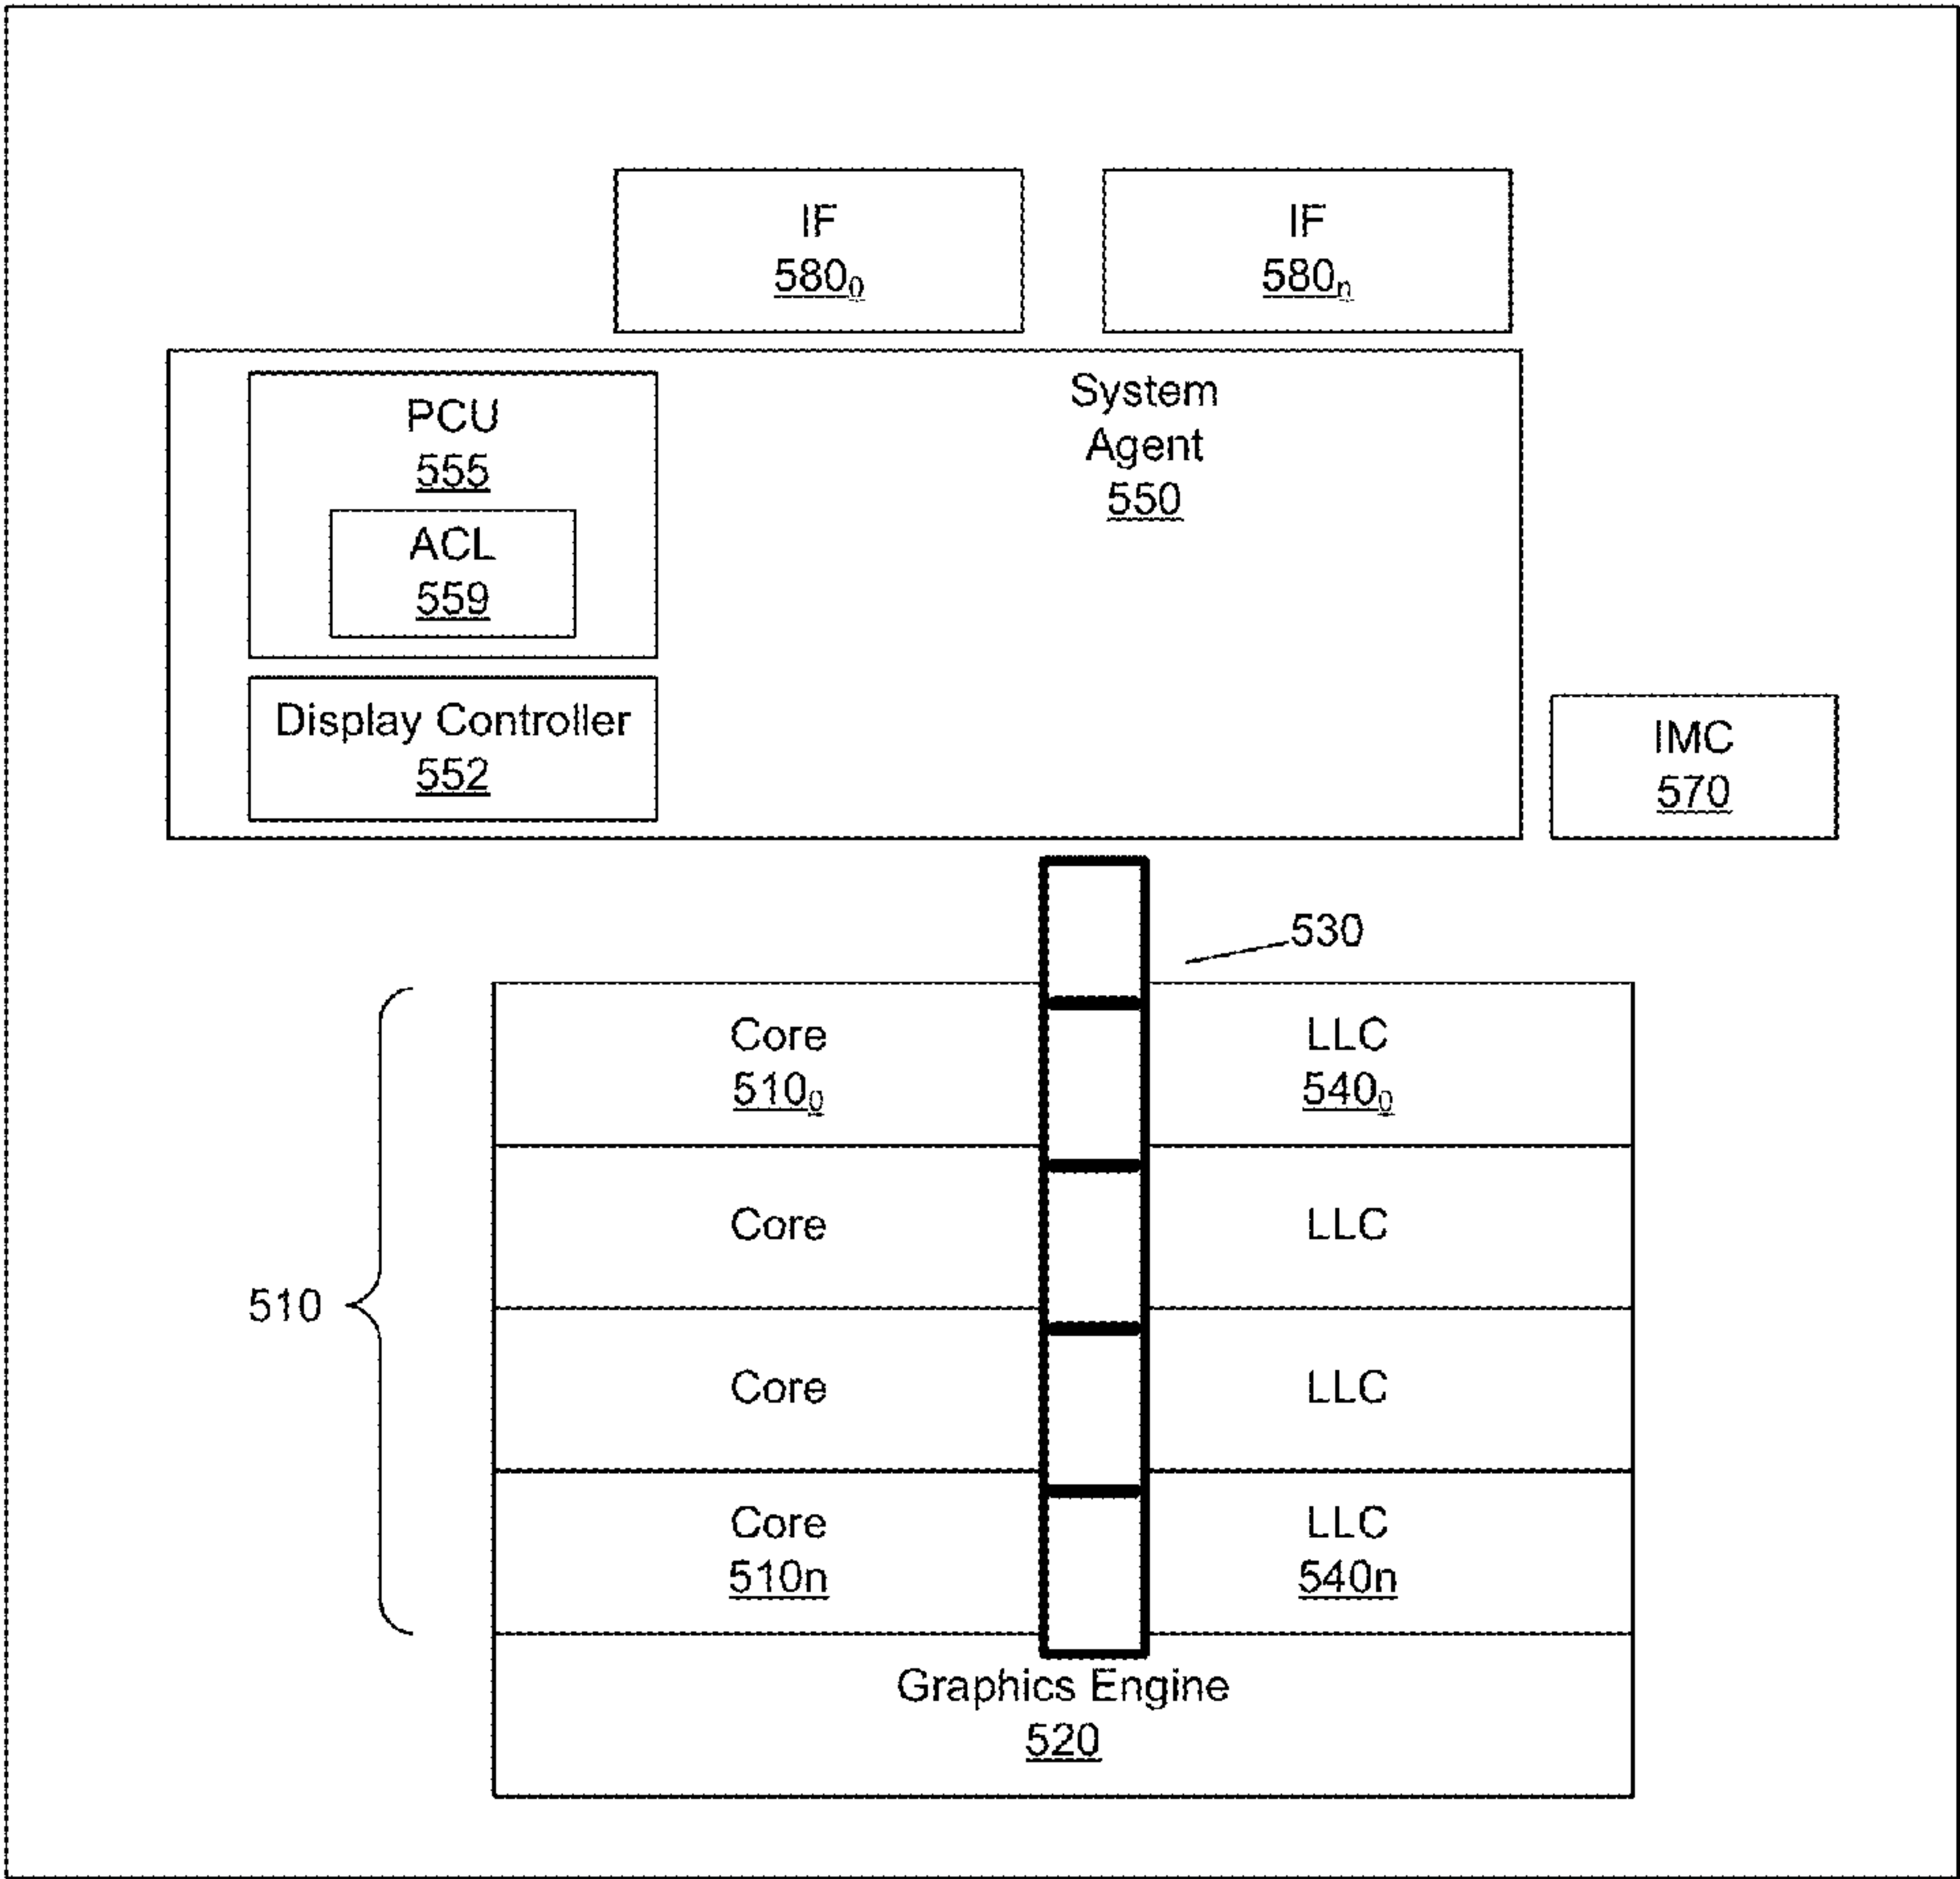 IF
580₀
IF
580ₙ
PCU
555
ACL
559
Display Controller
552
System
Agent
550
IMC
570
530
510
Core
510₀
LLC
540₀
Core
LLC
Core
LLC
Core
510n
LLC
540n
Graphics Engine
520